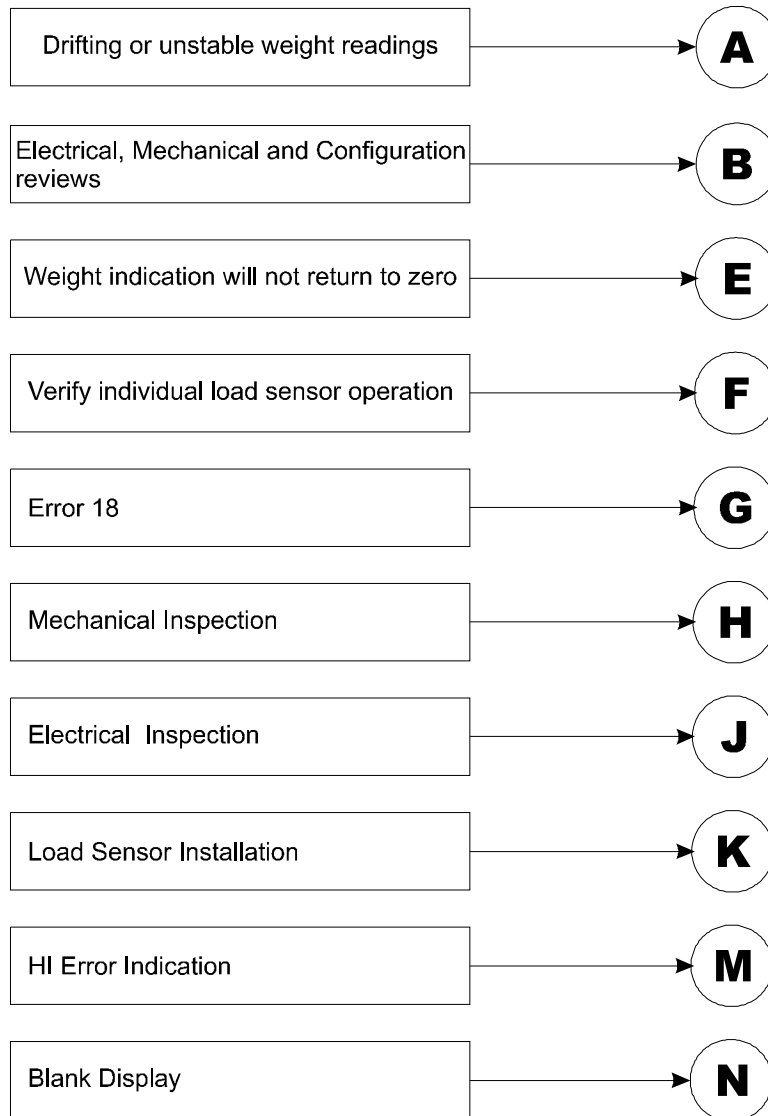 Drifting or unstable weight readings
A
Electrical, Mechanical and Configuration
reviews
B
Weight indication will not return to zero
E
Verify individual load sensor operation
F
Error 18
G
Mechanical Inspection
H
Electrical  Inspection
J
Load Sensor Installation
K
HI Error Indication
M
Blank Display
N